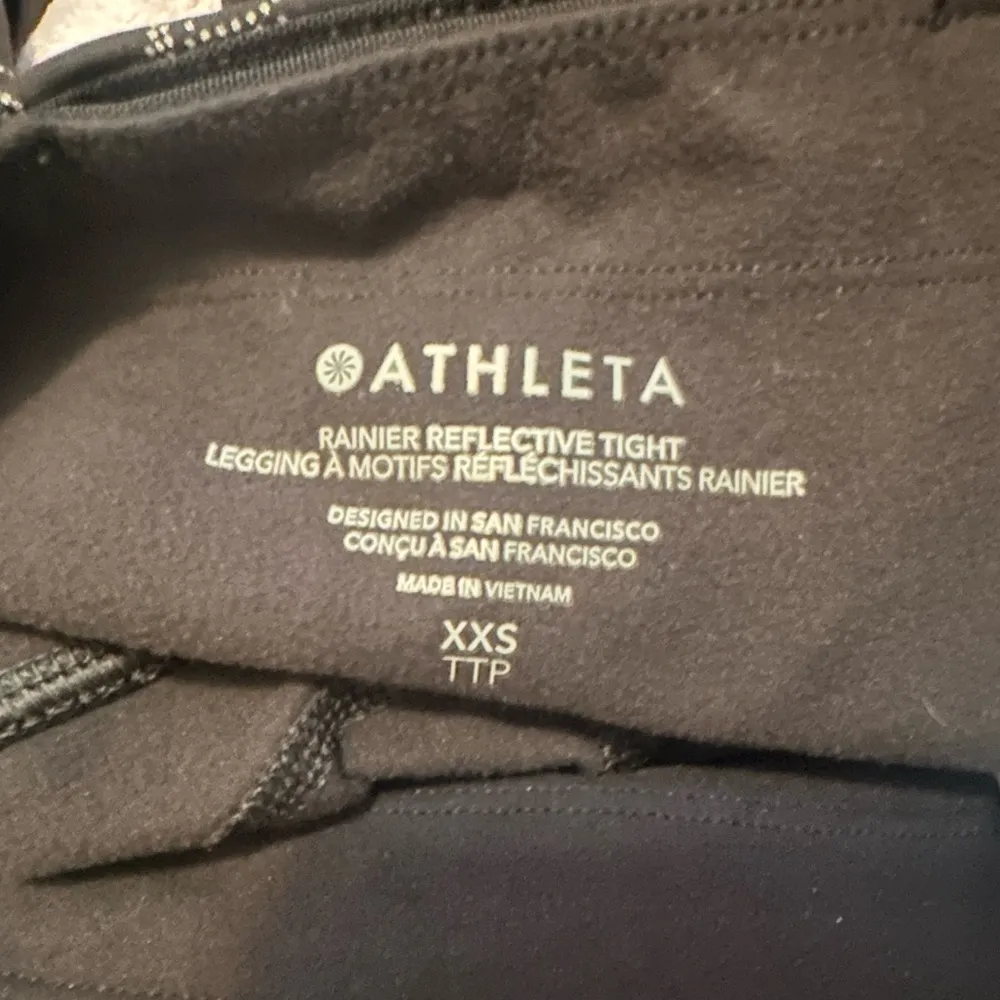 ATHLETA
RAINIER REFLECTIVE TIGHT
LEGGING À MOTIFS RÉFLÉCHISSANTS RAINIER
DESIGNED IN SAN FRANCISCO
CONÇU À SAN FRANCISCO
MADE IN VIETNAM
XXS
TTP